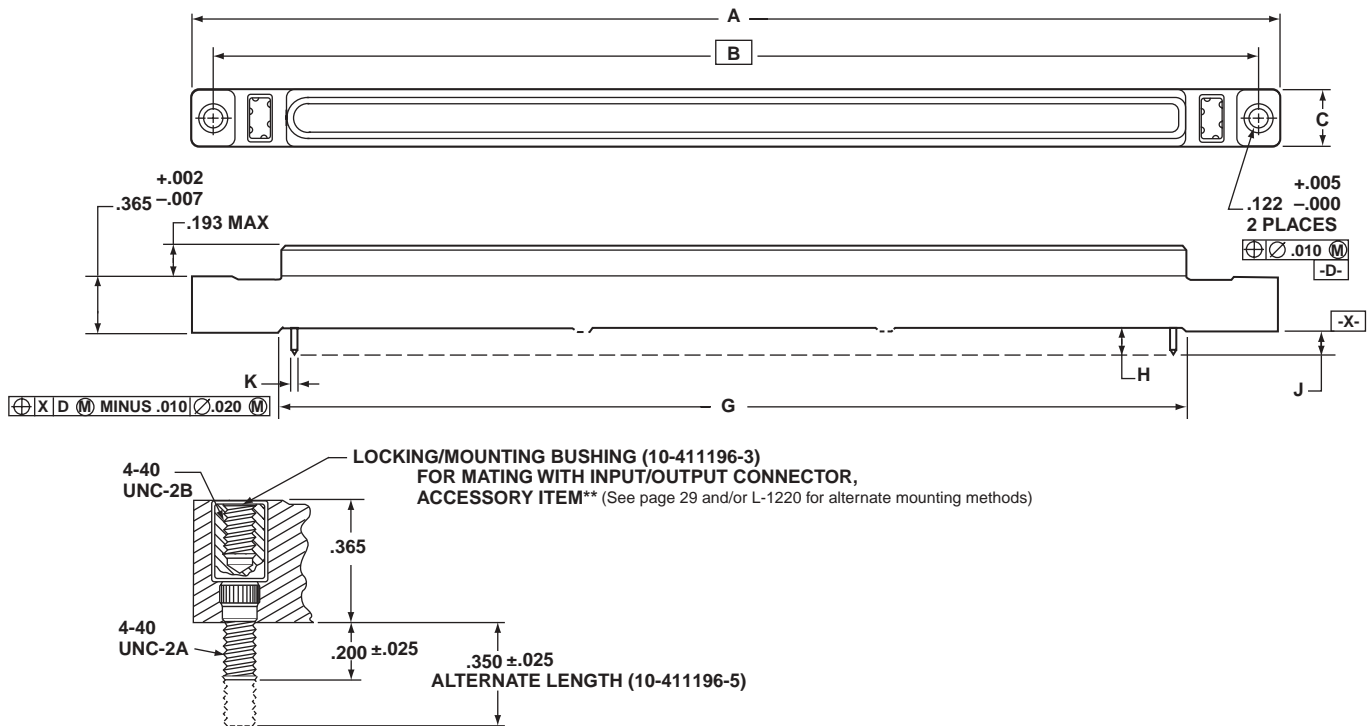 A
B
C
+.002
.365 –.007
.193 MAX
+.005
.122 –.000
2 PLACES
⌖ ∅ .010 Ⓜ
-D-
-X-
K
H
J
⌖ X D Ⓜ MINUS .010 ∅.020 Ⓜ
G
LOCKING/MOUNTING BUSHING (10-411196-3)
FOR MATING WITH INPUT/OUTPUT CONNECTOR,
ACCESSORY ITEM** (See page 29 and/or L-1220 for alternate mounting methods)
4-40
UNC-2B
.365
4-40
UNC-2A
.200 ±.025
.350 ±.025
ALTERNATE LENGTH (10-411196-5)